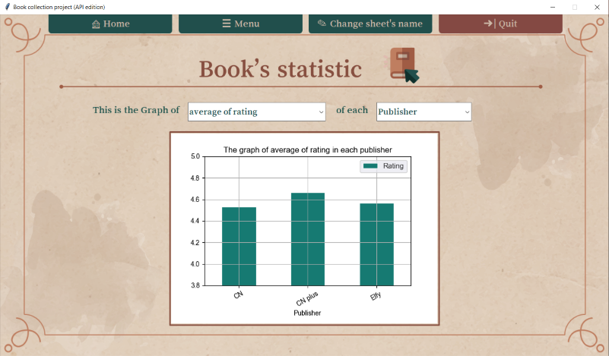 Book collection project (API edition)
Home
Menu
Change sheet's name
Quit
Book's statistic
This is the Graph of average of rating of each Publisher
The graph of average of rating in each publisher
Rating
5.0
4.8
4.6
4.4
4.2
4.0
3.8
CN
CN plus
Elfy
Publisher